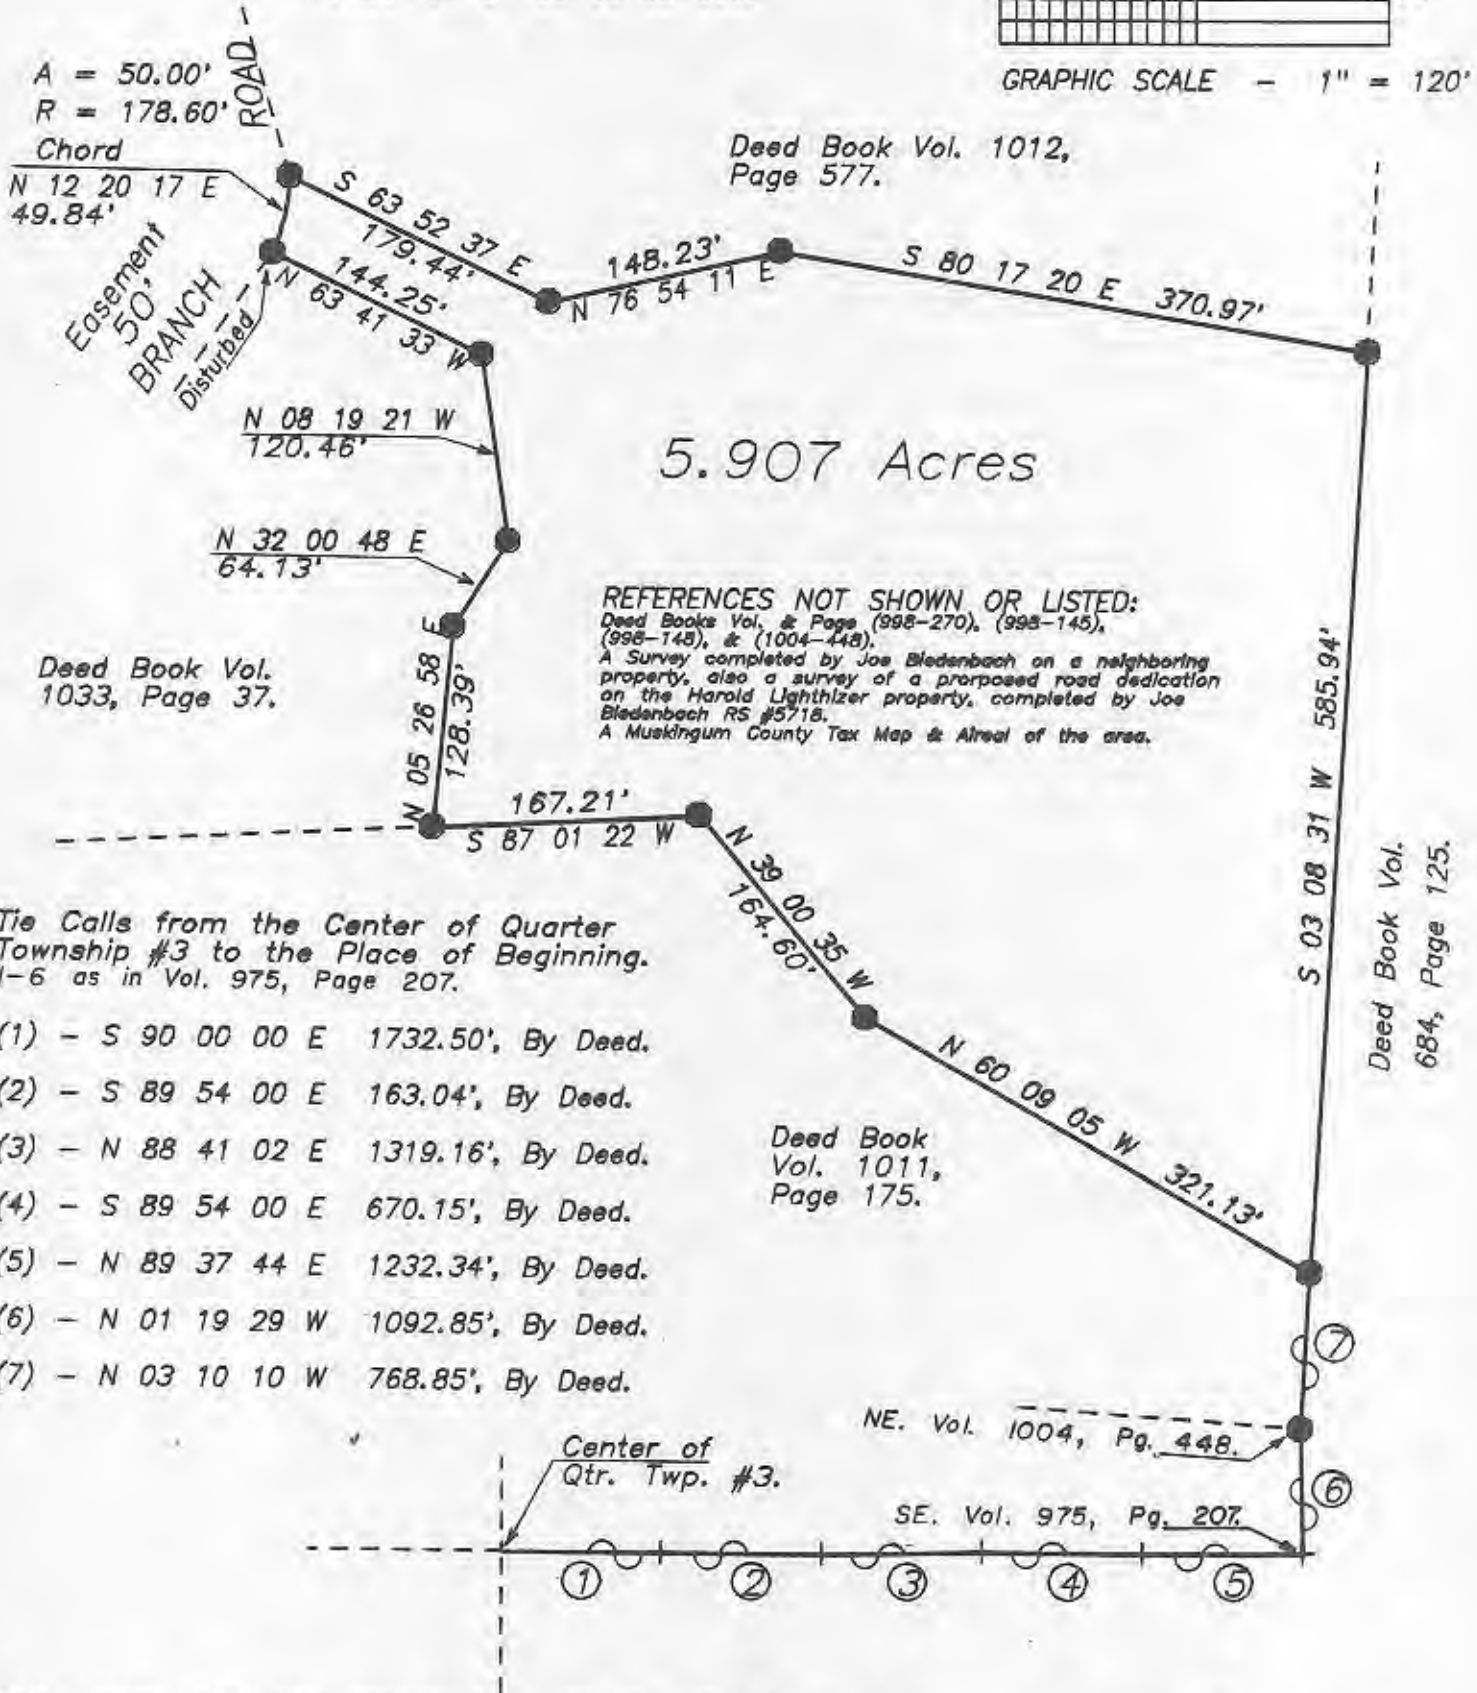 GRAPHIC SCALE - 1" = 120'
ROAD
A = 50.00'
R = 178.60'
Chord
N 12 20 17 E
49.84'
Easement
50'
BRANCH
Disturbed
Deed Book Vol. 1012,
Page 577.
S 63 52 37 E
179.44'
148.23'
N 76 54 11 E
S 80 17 20 E 370.97'
144.25'
N 63 41 33 W
N 08 19 21 W
120.46'
5.907 Acres
N 32 00 48 E
64.13'
REFERENCES NOT SHOWN OR LISTED:
Deed Books Vol. & Page (998-270), (998-145),
(998-148), & (1004-448).
A Survey completed by Joe Biedenbach on a neighboring
property, also a survey of a prorposed road dedication
on the Harold Lighthizer property, completed by Joe
Biedenbach RS #5718.
A Muskingum County Tax Map & Aireal of the area.
Deed Book Vol.
1033, Page 37.
N 05 26 58 E
128.39'
S 03 08 31 W 585.94'
167.21'
S 87 01 22 W
N 39 00 35 W
164.60'
Deed Book Vol.
684, Page 125.
Tie Calls from the Center of Quarter
Township #3 to the Place of Beginning.
1-6 as in Vol. 975, Page 207.
(1) - S 90 00 00 E 1732.50', By Deed.
(2) - S 89 54 00 E 163.04', By Deed.
(3) - N 88 41 02 E 1319.16', By Deed.
(4) - S 89 54 00 E 670.15', By Deed.
(5) - N 89 37 44 E 1232.34', By Deed.
(6) - N 01 19 29 W 1092.85', By Deed.
(7) - N 03 10 10 W 768.85', By Deed.
N 60 09 05 W 321.13'
Deed Book
Vol. 1011,
Page 175.
7
NE. Vol. 1004, Pg. 448.
Center of
Qtr. Twp. #3.
6
SE. Vol. 975, Pg. 207.
1 2 3 4 5